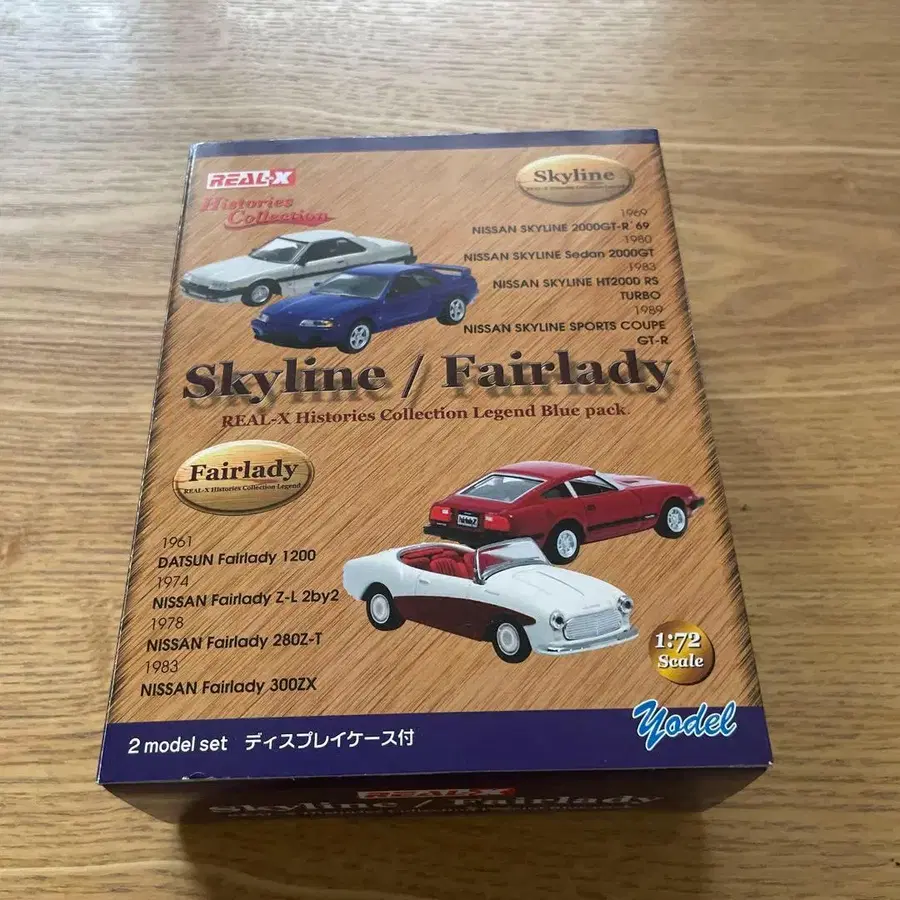 REAL-X
Histories
Collection
Skyline
1969
NISSAN SKYLINE 2000GT-R '69
1980
NISSAN SKYLINE Sedan 2000GT
1983
NISSAN SKYLINE HT2000 RS
TURBO
1989
NISSAN SKYLINE SPORTS COUPE
GT-R
Skyline / Fairlady
REAL-X Histories Collection Legend Blue pack.
Fairlady
REAL-X Histories Collection Legend
1961
DATSUN Fairlady 1200
1974
NISSAN Fairlady Z-L 2by2
1978
NISSAN Fairlady 280Z-T
1983
NISSAN Fairlady 300ZX
1:72
Scale
2 model set ディスプレイケース付
Yodel
REAL-X
Skyline / Fairlady
REAL-X Histories Collection